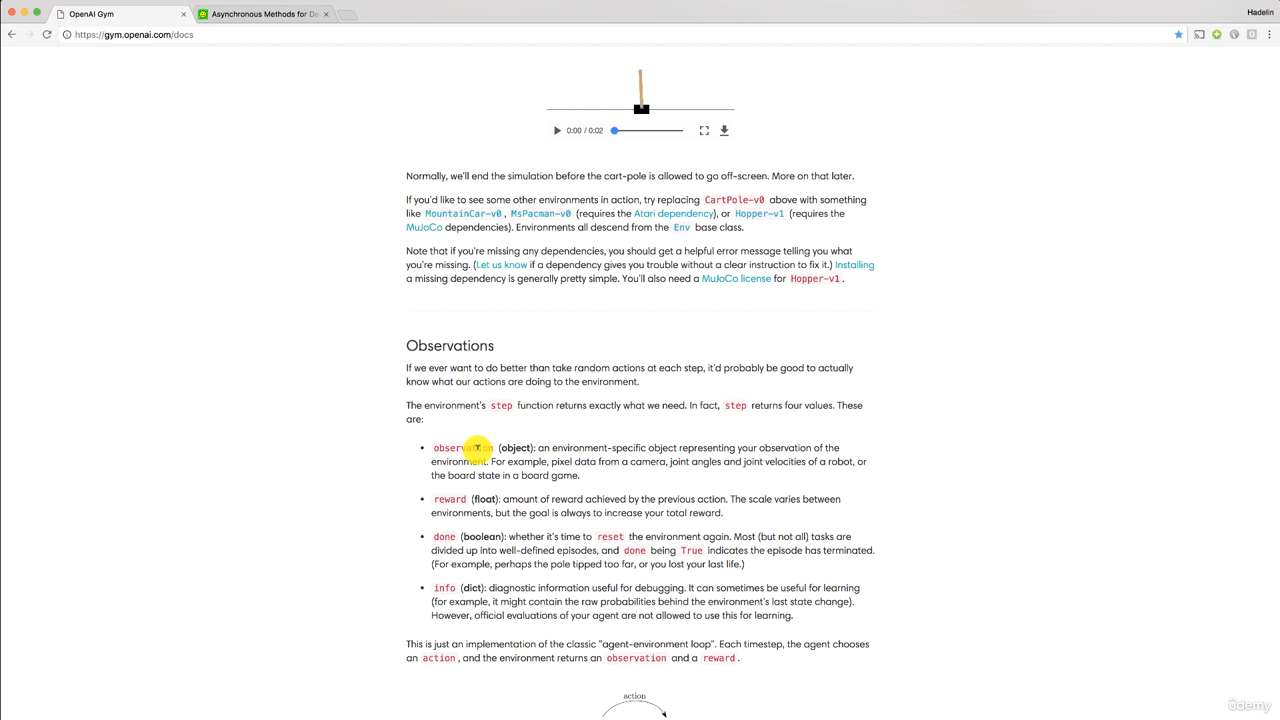 OpenAI Gym
Asynchronous Methods for De
Hadelin
https://gym.openai.com/docs
0:00 / 0:02
Normally, we'll end the simulation before the cart-pole is allowed to go off-screen. More on that later.
If you'd like to see some other environments in action, try replacing CartPole-v0 above with something
like MountainCar-v0, MsPacman-v0 (requires the Atari dependency), or Hopper-v1 (requires the
MuJoCo dependencies). Environments all descend from the Env base class.
Note that if you're missing any dependencies, you should get a helpful error message telling you what
you're missing. (Let us know if a dependency gives you trouble without a clear instruction to fix it.) Installing
a missing dependency is generally pretty simple. You'll also need a MuJoCo license for Hopper-v1.
Observations
If we ever want to do better than take random actions at each step, it'd probably be good to actually
know what our actions are doing to the environment.
The environment's step function returns exactly what we need. In fact, step returns four values. These
are:
• observation (object): an environment-specific object representing your observation of the
environment. For example, pixel data from a camera, joint angles and joint velocities of a robot, or
the board state in a board game.
• reward (float): amount of reward achieved by the previous action. The scale varies between
environments, but the goal is always to increase your total reward.
• done (boolean): whether it's time to reset the environment again. Most (but not all) tasks are
divided up into well-defined episodes, and done being True indicates the episode has terminated.
(For example, perhaps the pole tipped too far, or you lost your last life.)
• info (dict): diagnostic information useful for debugging. It can sometimes be useful for learning
(for example, it might contain the raw probabilities behind the environment's last state change).
However, official evaluations of your agent are not allowed to use this for learning.
This is just an implementation of the classic "agent-environment loop". Each timestep, the agent chooses
an action, and the environment returns an observation and a reward.
action
ûdemy